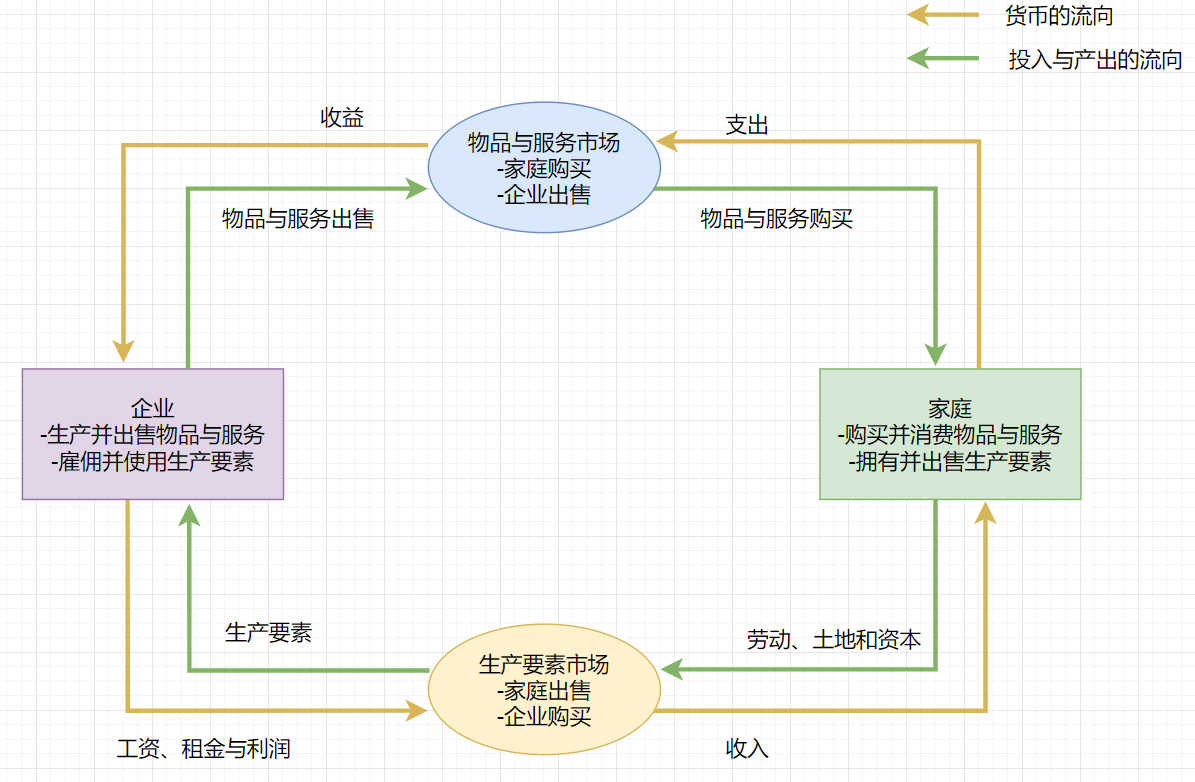 货币的流向
投入与产出的流向
收益
支出
物品与服务市场
-家庭购买
-企业出售
物品与服务出售
物品与服务购买
企业
-生产并出售物品与服务
-雇佣并使用生产要素
家庭
-购买并消费物品与服务
-拥有并出售生产要素
生产要素
劳动、土地和资本
生产要素市场
-家庭出售
-企业购买
工资、租金与利润
收入